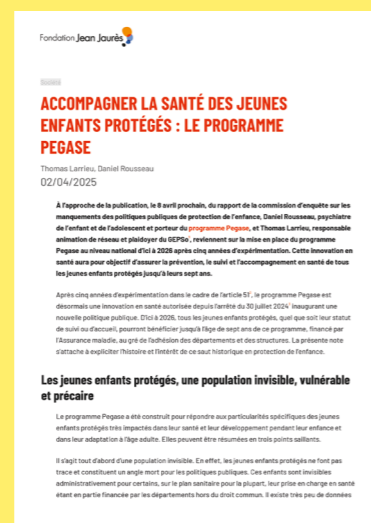 Fondation Jean Jaurès
Société
ACCOMPAGNER LA SANTÉ DES JEUNES
ENFANTS PROTÉGÉS : LE PROGRAMME
PEGASE
Thomas Larrieu, Daniel Rousseau
02/04/2025
À l'approche de la publication, le 8 avril prochain, du rapport de la commission d'enquête sur les
manquements des politiques publiques de protection de l'enfance, Daniel Rousseau, psychiatre
de l'enfant et de l'adolescent et porteur du programme Pegase, et Thomas Larrieu, responsable
animation de réseau et plaidoyer du GEPSo, reviennent sur la mise en place du programme
Pegase au niveau national d'ici à 2026 après cinq années d'expérimentation. Cette innovation en
santé aura pour objectif d'assurer la prévention, le suivi et l'accompagnement en santé de tous
les jeunes enfants protégés jusqu'à leurs sept ans.
Après cinq années d'expérimentation dans le cadre de l'article 51, le programme Pegase est
désormais une innovation en santé autorisée depuis l'arrêté du 30 juillet 2024 inaugurant une
nouvelle politique publique. D'ici à 2026, tous les jeunes enfants protégés, quel que soit leur statut
de suivi ou d'accueil, pourront bénéficier jusqu'à l'âge de sept ans de ce programme, financé par
l'Assurance maladie, au gré de l'adhésion des départements et des structures. La présente note
s'attache à expliciter l'histoire et l'intérêt de ce saut historique en protection de l'enfance.
Les jeunes enfants protégés, une population invisible, vulnérable
et précaire
Le programme Pegase a été construit pour répondre aux particularités spécifiques des jeunes
enfants protégés très impactés dans leur santé et leur développement pendant leur enfance et
dans leur adaptation à l'âge adulte. Elles peuvent être résumées en trois points saillants.
Il s'agit tout d'abord d'une population invisible. En effet, les jeunes enfants protégés ne font pas
trace et constituent un angle mort pour les politiques publiques. Ces enfants sont invisibles
administrativement pour certains, sur le plan sanitaire pour la plupart, leur prise en charge en santé
étant en partie financée par les départements hors du droit commun. Il existe très peu de données